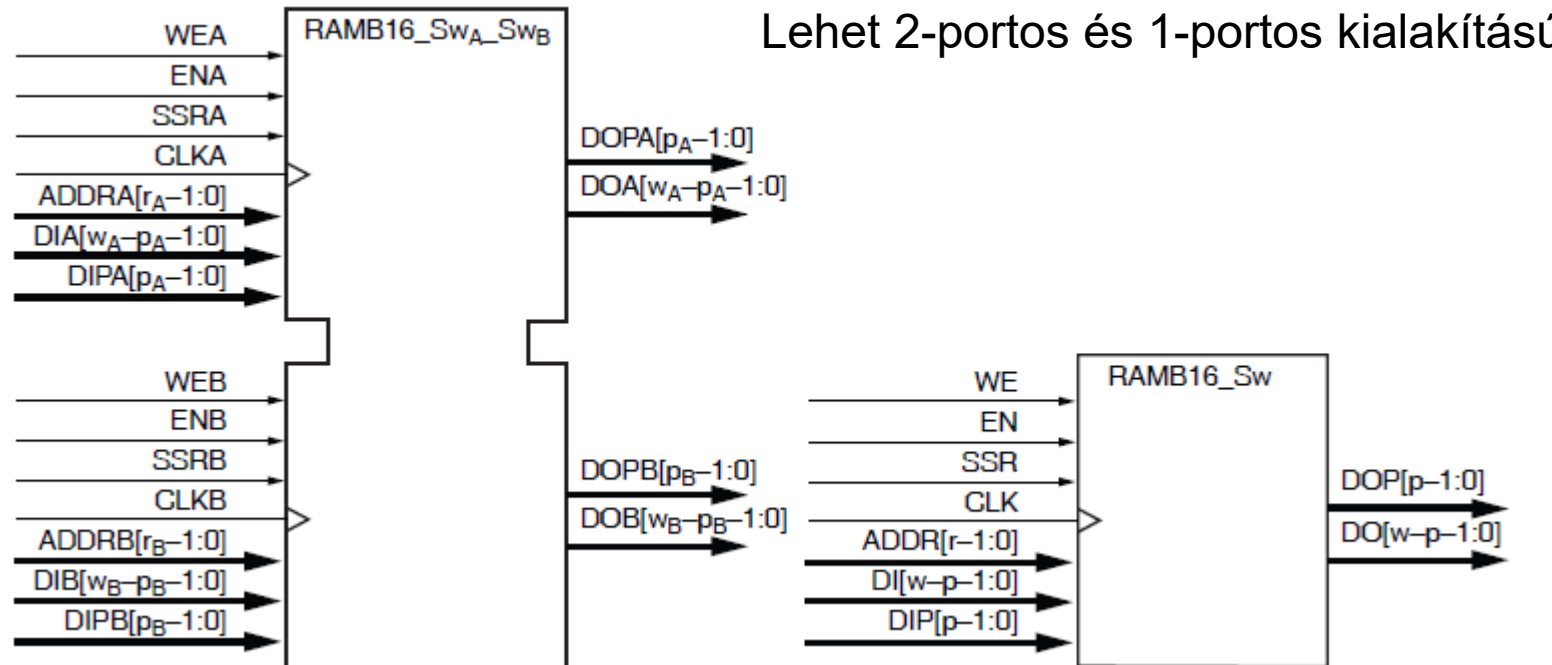 Lehet 2-portos és 1-portos kialakítású
RAMB16_SwA_SwB
WEA
ENA
SSRA
CLKA
ADDRA[rA–1:0]
DIA[wA–pA–1:0]
DIPA[pA–1:0]
DOPA[pA–1:0]
DOA[wA–pA–1:0]
WEB
ENB
SSRB
CLKB
ADDRB[rB–1:0]
DIB[wB–pB–1:0]
DIPB[pB–1:0]
DOPB[pB–1:0]
DOB[wB–pB–1:0]
RAMB16_Sw
WE
EN
SSR
CLK
ADDR[r–1:0]
DI[w–p–1:0]
DIP[p–1:0]
DOP[p–1:0]
DO[w–p–1:0]